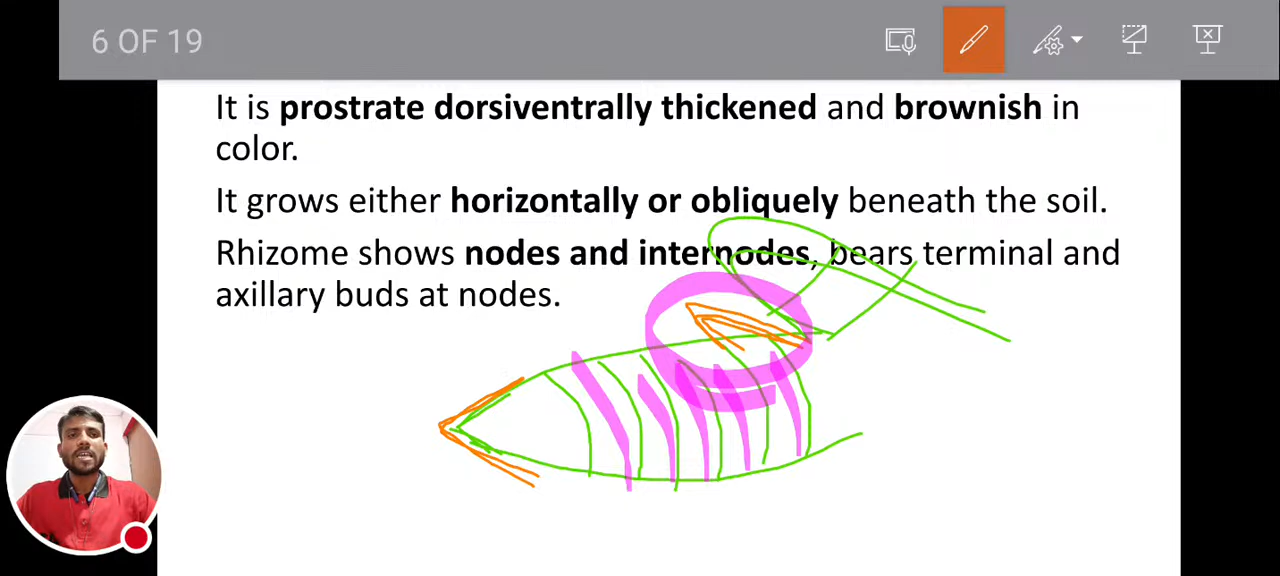 6 OF 19
It is prostrate dorsiventrally thickened and brownish in
color.
It grows either horizontally or obliquely beneath the soil.
Rhizome shows nodes and internodes, bears terminal and
axillary buds at nodes.